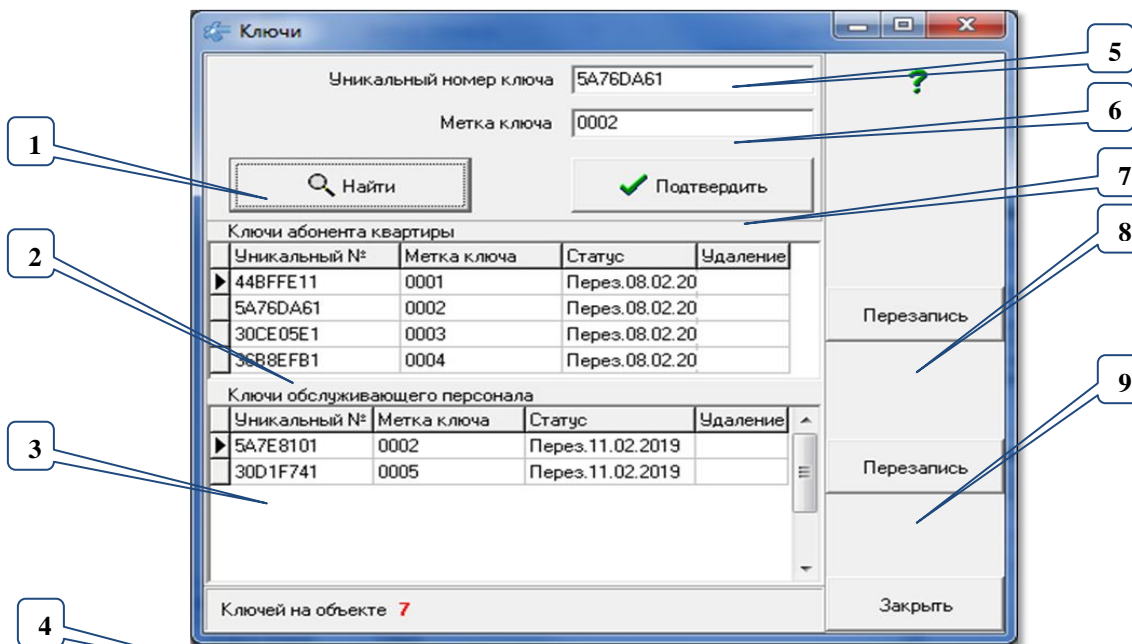 Ключи
Уникальный номер ключа 5A76DA61
5
Метка ключа 0002
6
1
Найти Подтвердить
7
Ключи абонента квартиры
8
Уникальный № Метка ключа Статус Удаление
2
44BFFE11 0001 Перез.08.02.20
5A76DA61 0002 Перез.08.02.20
Перезапись
30CE05E1 0003 Перез.08.02.20
36B8EFB1 0004 Перез.08.02.20
9
Ключи обслуживающего персонала
Уникальный № Метка ключа Статус Удаление
3
5A7E8101 0002 Перез.11.02.2019
30D1F741 0005 Перез.11.02.2019
Перезапись
Ключей на объекте 7
Закрыть
4